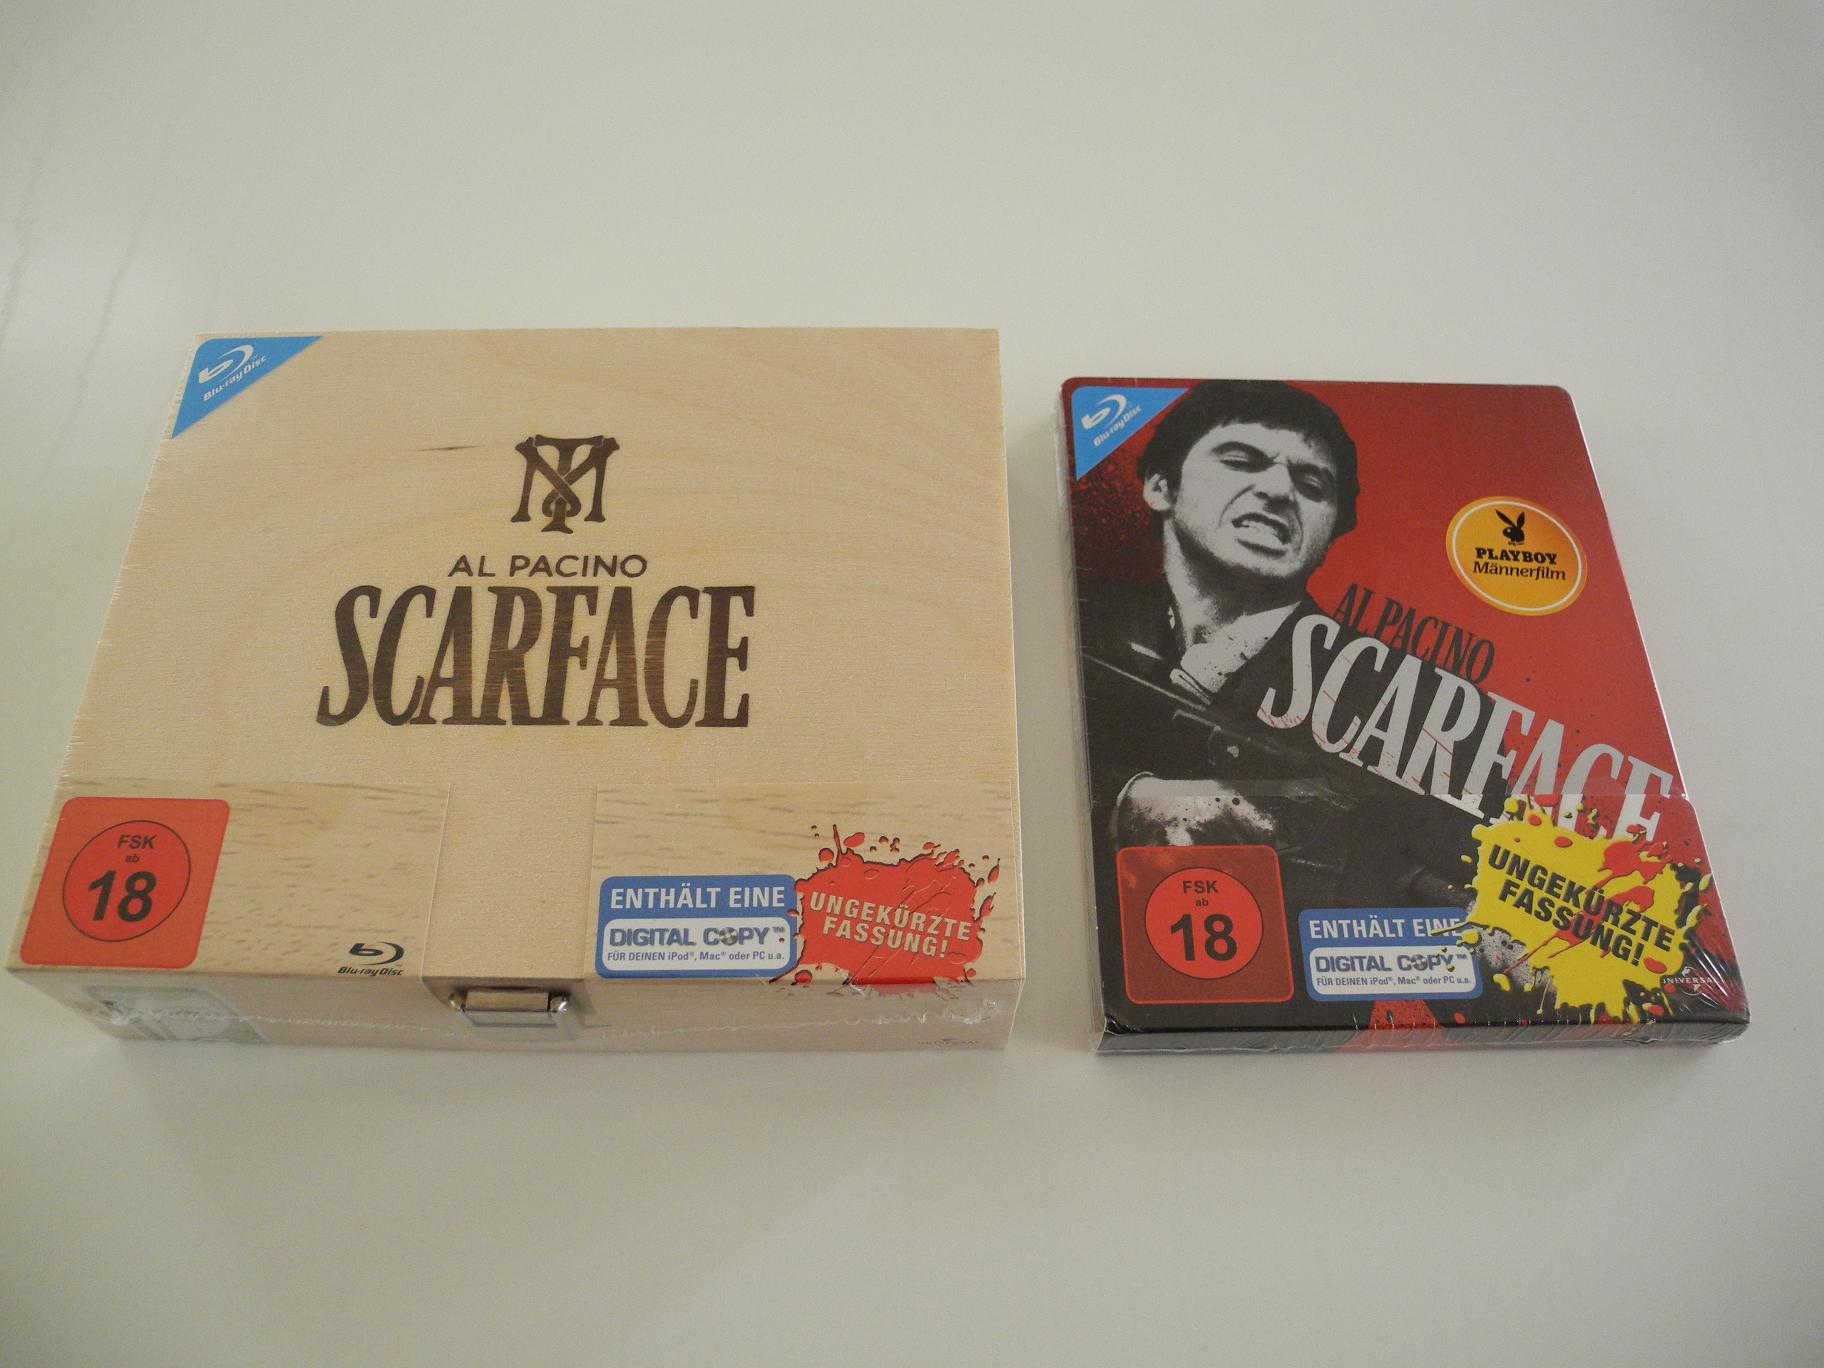 Blu-ray Disc
TM
AL PACINO
SCARFACE
FSK
ab
18
Blu-ray Disc
ENTHÄLT EINE
DIGITAL COPY™
FÜR DEINEN iPod®, Mac® oder PC u.a.
UNGEKÜRZTE
FASSUNG!
UNIVERSAL
Blu-ray Disc
PLAYBOY
Männerfilm
AL PACINO
SCARFACE
FSK
ab
18
ENTHÄLT EINE
DIGITAL COPY™
FÜR DEINEN iPod®, Mac® oder PC u.a.
UNGEKÜRZTE
FASSUNG!
UNIVERSAL